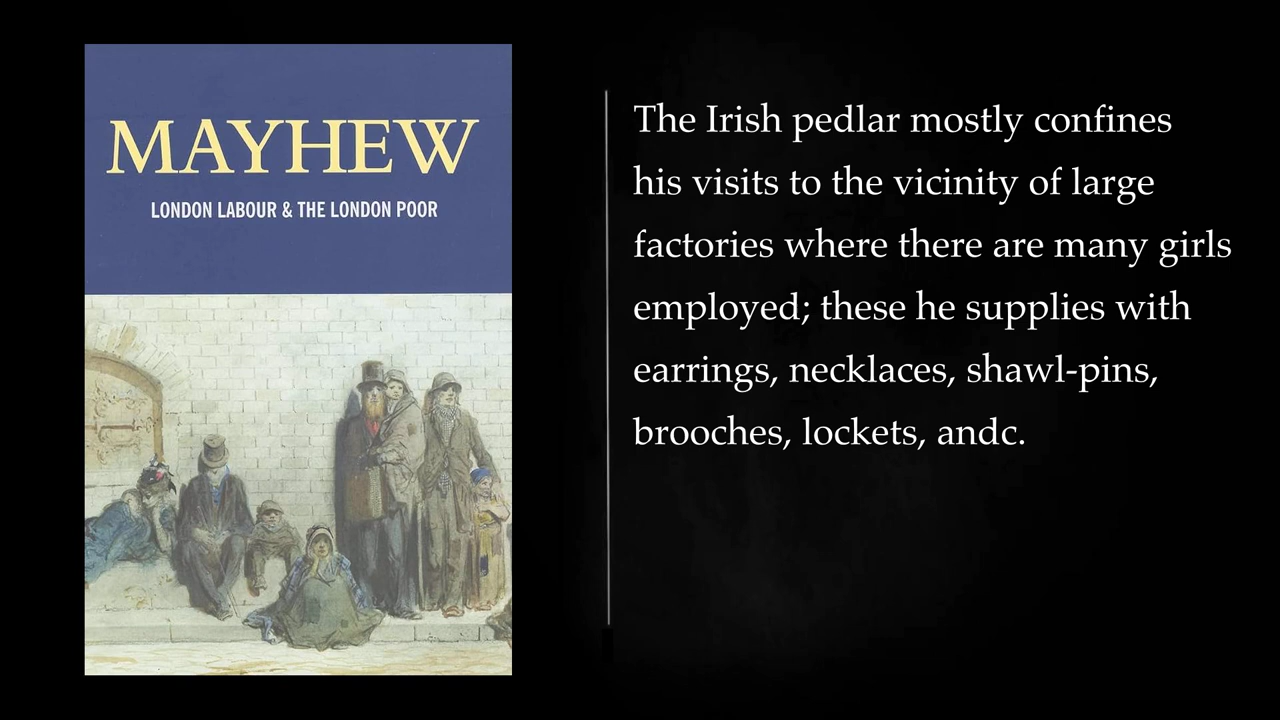 MAYHEW
LONDON LABOUR & THE LONDON POOR
The Irish pedlar mostly confines
his visits to the vicinity of large
factories where there are many girls
employed; these he supplies with
earrings, necklaces, shawl-pins,
brooches, lockets, andc.